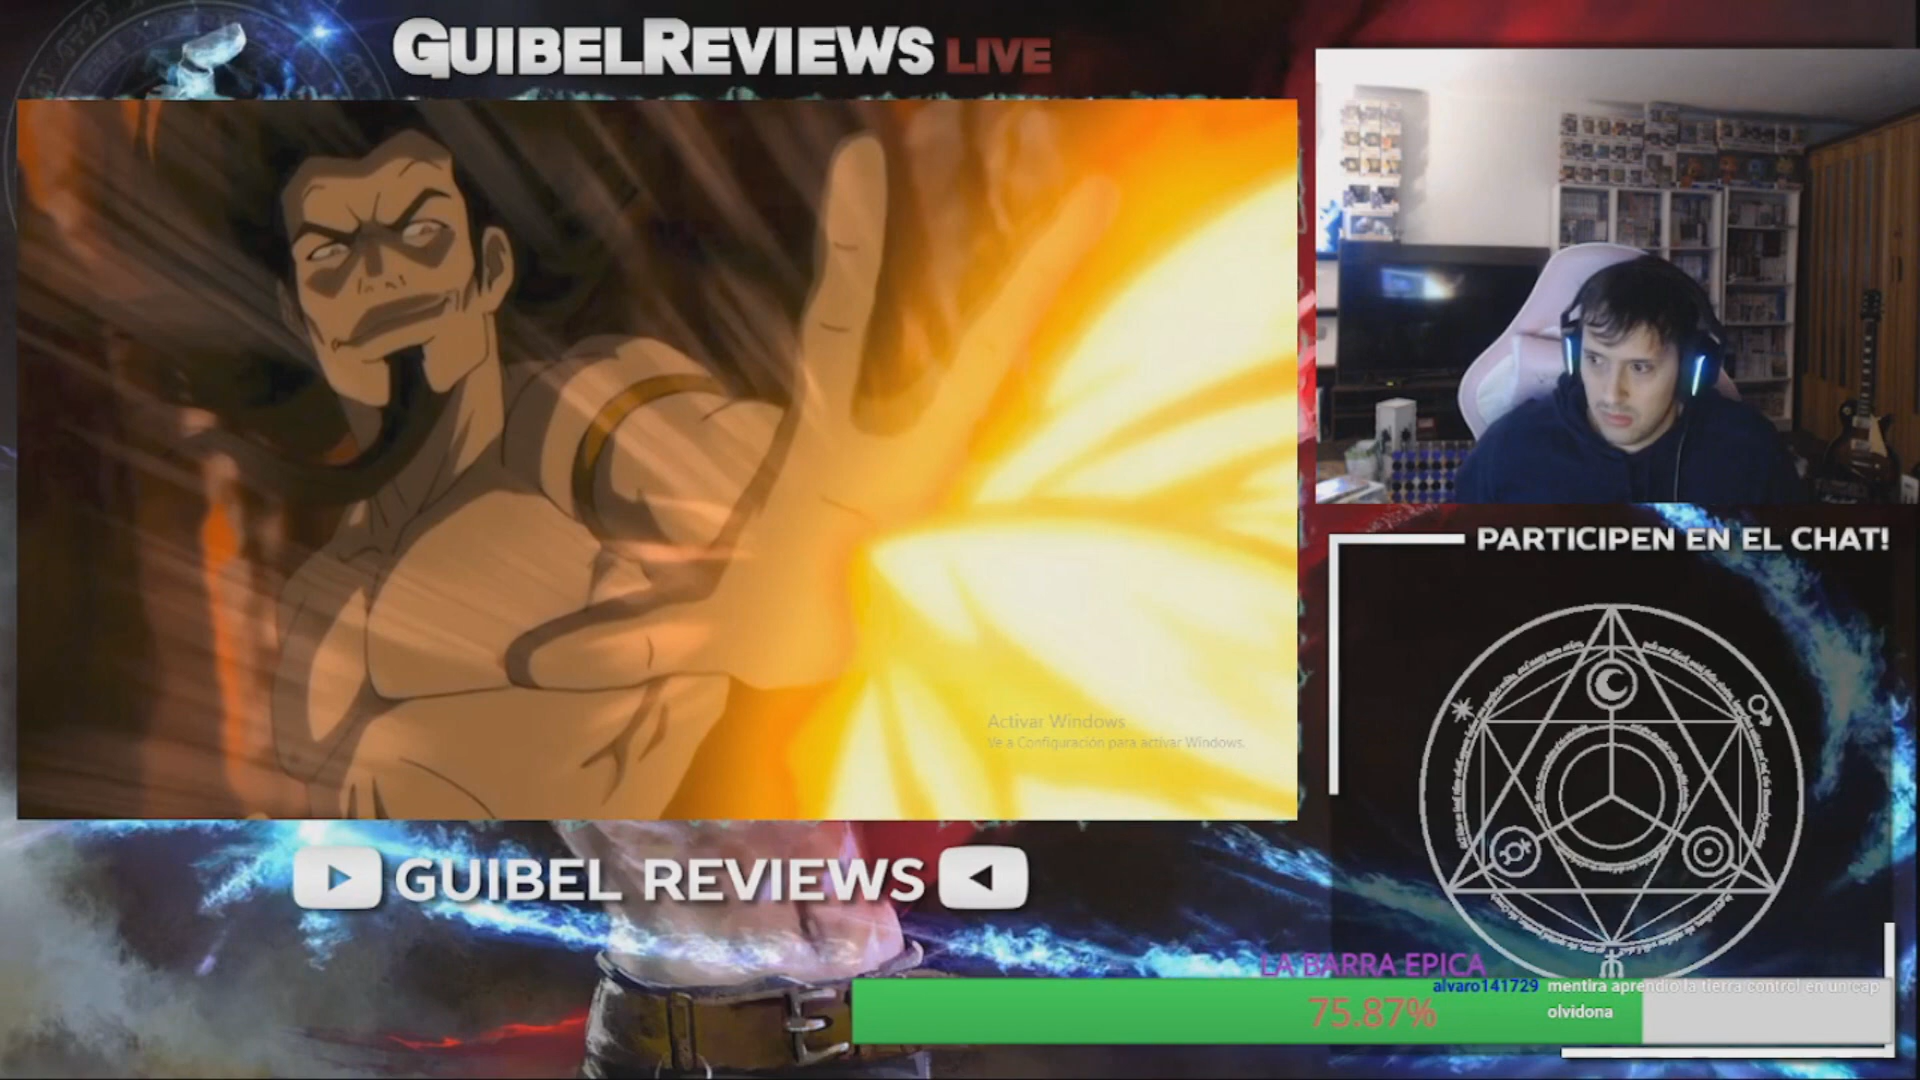 GUIBELREVIEWS LIVE
Activar Windows
Ve a Configuración para activar Windows.
PARTICIPEN EN EL CHAT!
GUIBEL REVIEWS
LA BARRA EPICA
75.87%
alvaro141729 mentira aprendio la tierra control en un cap
olvidona